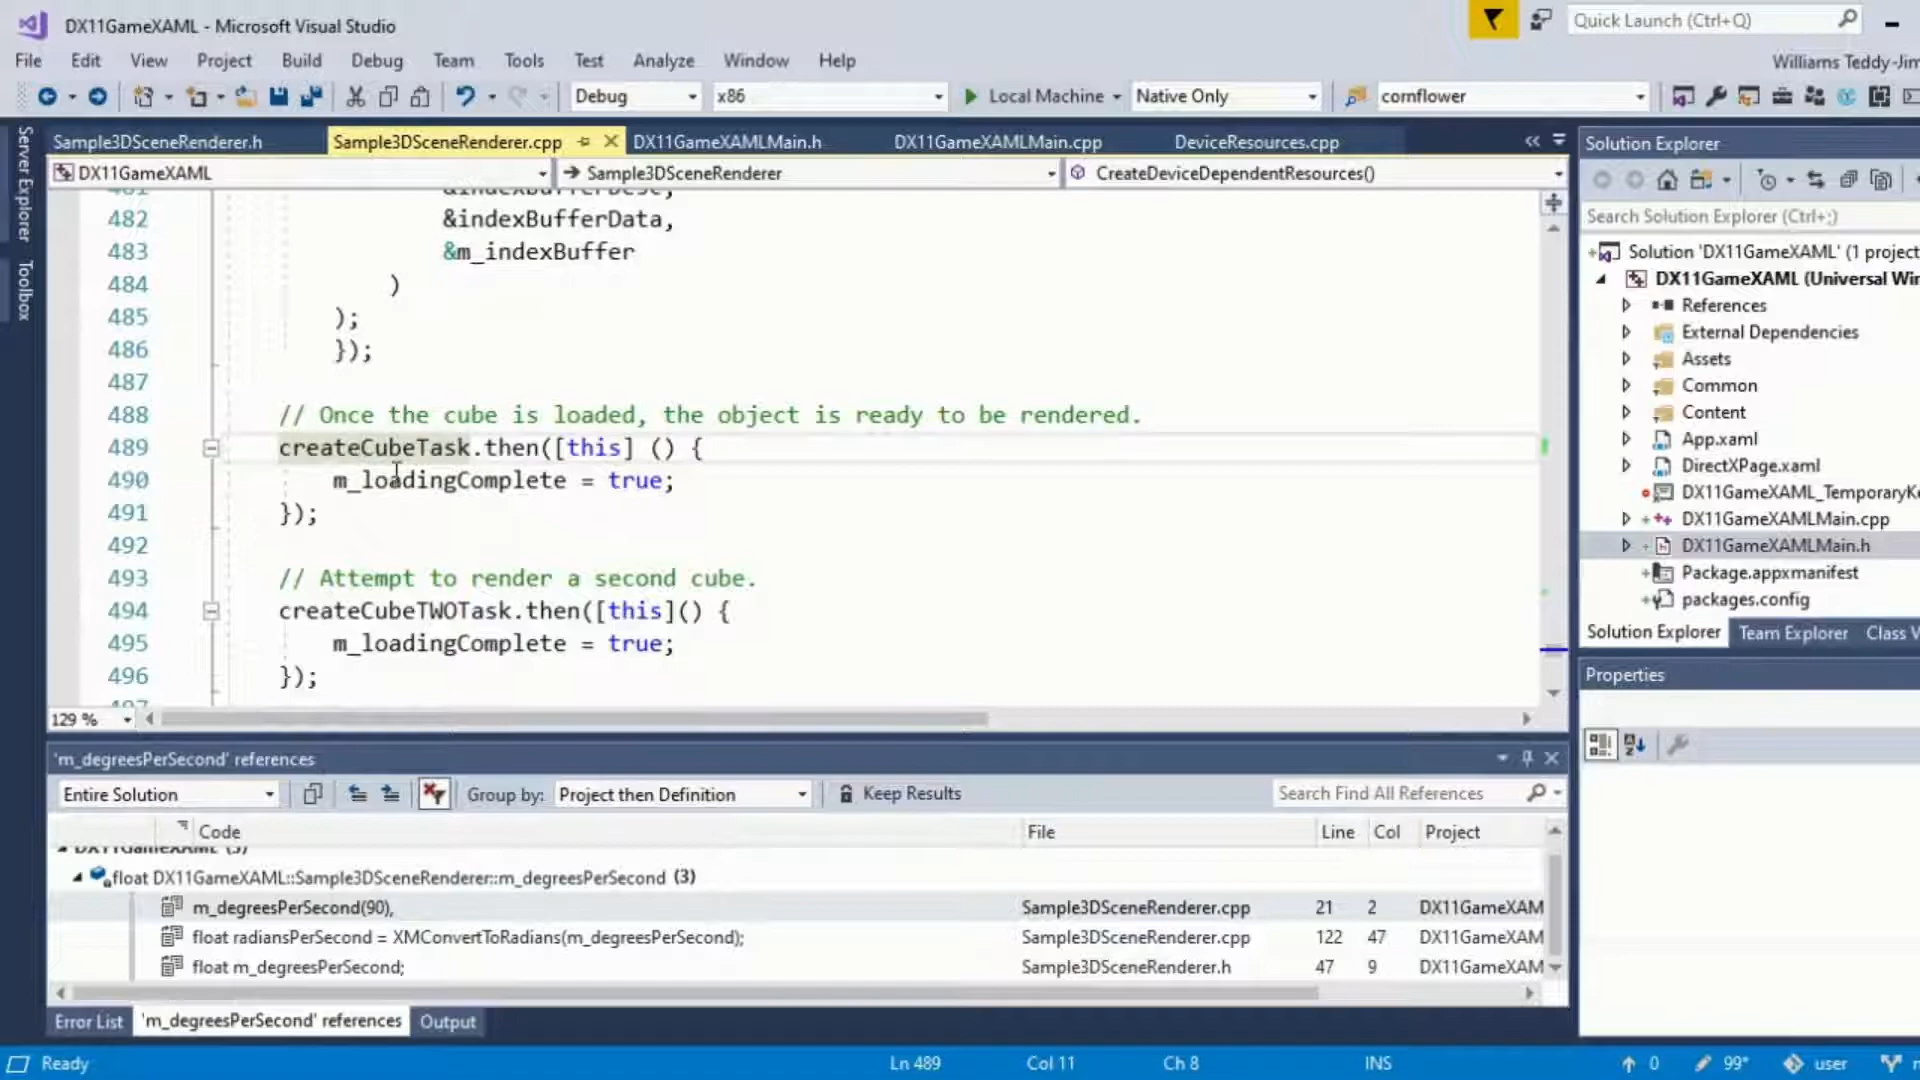 DX11GameXAML - Microsoft Visual Studio
Quick Launch (Ctrl+Q)
File Edit View Project Build Debug Team Tools Test Analyze Window Help
Williams Teddy-Jim
Debug x86 Local Machine Native Only cornflower
Server Explorer
Toolbox
Sample3DSceneRenderer.h Sample3DSceneRenderer.cpp DX11GameXAMLMain.h DX11GameXAMLMain.cpp DeviceResources.cpp
DX11GameXAML Sample3DSceneRenderer CreateDeviceDependentResources()
481 &indexBufferDesc,
482 &indexBufferData,
483 &m_indexBuffer
484 )
485 );
486 });
487
488 // Once the cube is loaded, the object is ready to be rendered.
489 createCubeTask.then([this] () {
490 m_loadingComplete = true;
491 });
492
493 // Attempt to render a second cube.
494 createCubeTWOTask.then([this]() {
495 m_loadingComplete = true;
496 });
497
129 %
Solution Explorer
Search Solution Explorer (Ctrl+;)
Solution 'DX11GameXAML' (1 project
DX11GameXAML (Universal Win
References
External Dependencies
Assets
Common
Content
App.xaml
DirectXPage.xaml
DX11GameXAML_TemporaryKe
DX11GameXAMLMain.cpp
DX11GameXAMLMain.h
Package.appxmanifest
packages.config
Solution Explorer Team Explorer Class V
Properties
'm_degreesPerSecond' references
Entire Solution Group by: Project then Definition Keep Results Search Find All References
Code File Line Col Project
DX11GameXAML (3)
float DX11GameXAML::Sample3DSceneRenderer::m_degreesPerSecond (3)
m_degreesPerSecond(90), Sample3DSceneRenderer.cpp 21 2 DX11GameXAM
float radiansPerSecond = XMConvertToRadians(m_degreesPerSecond); Sample3DSceneRenderer.cpp 122 47 DX11GameXAM
float m_degreesPerSecond; Sample3DSceneRenderer.h 47 9 DX11GameXAM
Error List 'm_degreesPerSecond' references Output
Ready Ln 489 Col 11 Ch 8 INS 0 99* user